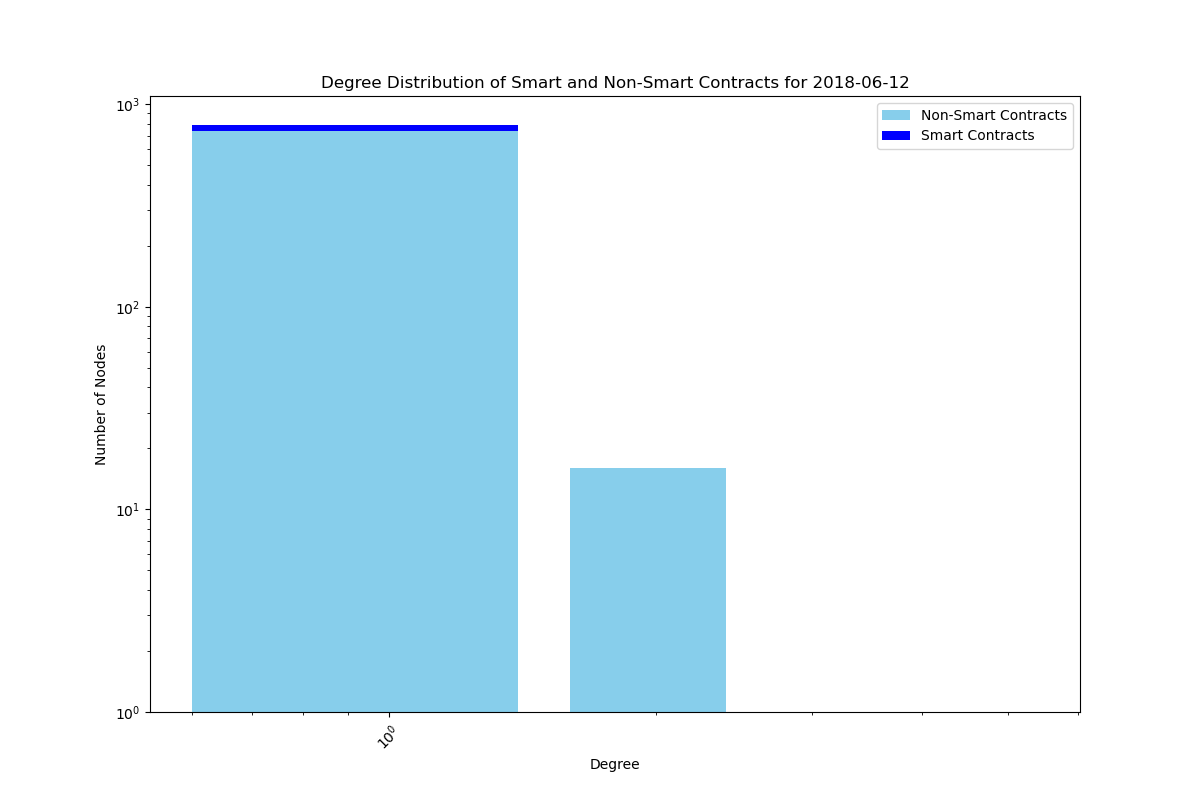 Degree Distribution of Smart and Non-Smart Contracts for 2018-06-12
Non-Smart Contracts
Smart Contracts
Number of Nodes
10³
10²
10¹
10⁰
10⁰
Degree